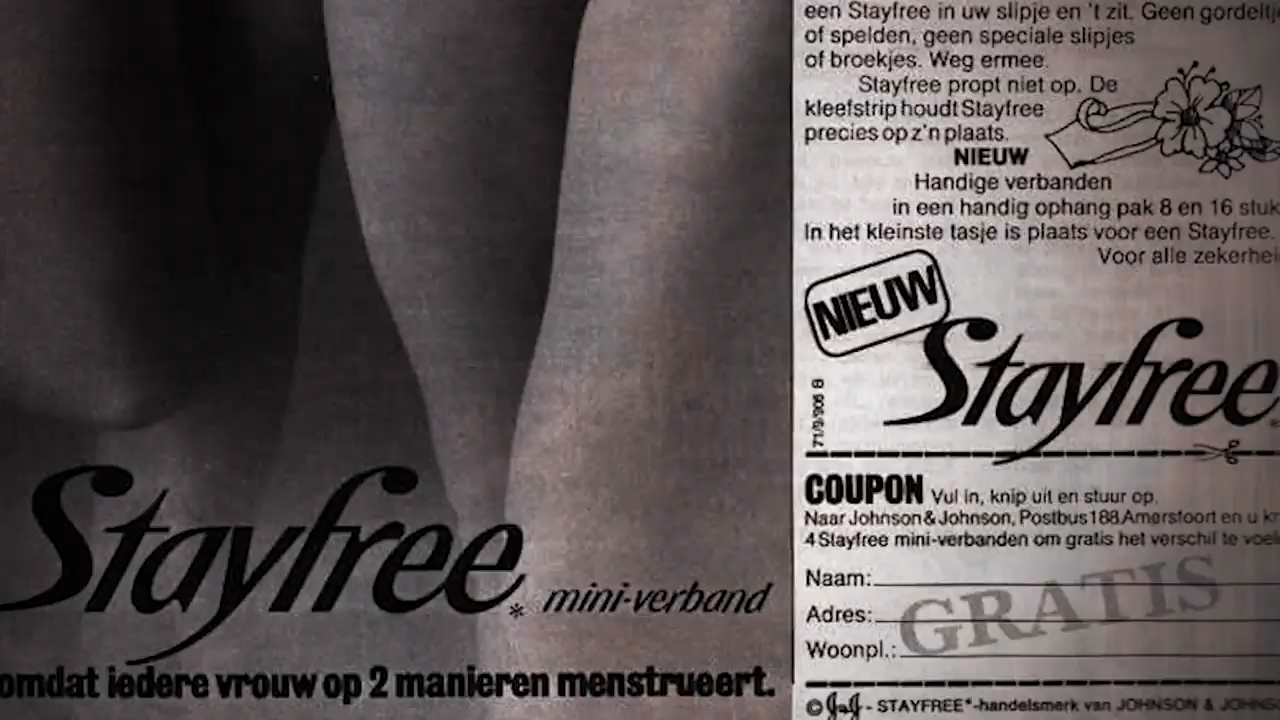 Stayfree
* mini-verband
omdat iedere vrouw op 2 manieren menstrueert.
een Stayfree in uw slipje en 't zit. Geen
of spelden, geen speciale slipjes
of broekjes. Weg ermee.
Stayfree propt niet op. De
kleefstrip houdt Stayfree
precies op z'n plaats.
NIEUW
Handige verbanden
in een handig ophang pak 8 en 16 stuk
In het kleinste tasje is plaats voor een Stayfree.
Voor alle
NIEUW
Stayfree
71/9/906 B
COUPON Vul in, knip uit en stuur op.
Naar Johnson & Johnson, Postbus 188 Amersfoort en u
4 Stayfree mini-verbanden om gratis het verschil te
Naam:
Adres:
Woonpl.:
GRATIS
© J&J - STAYFREE*-handelsmerk van JOHNSON &